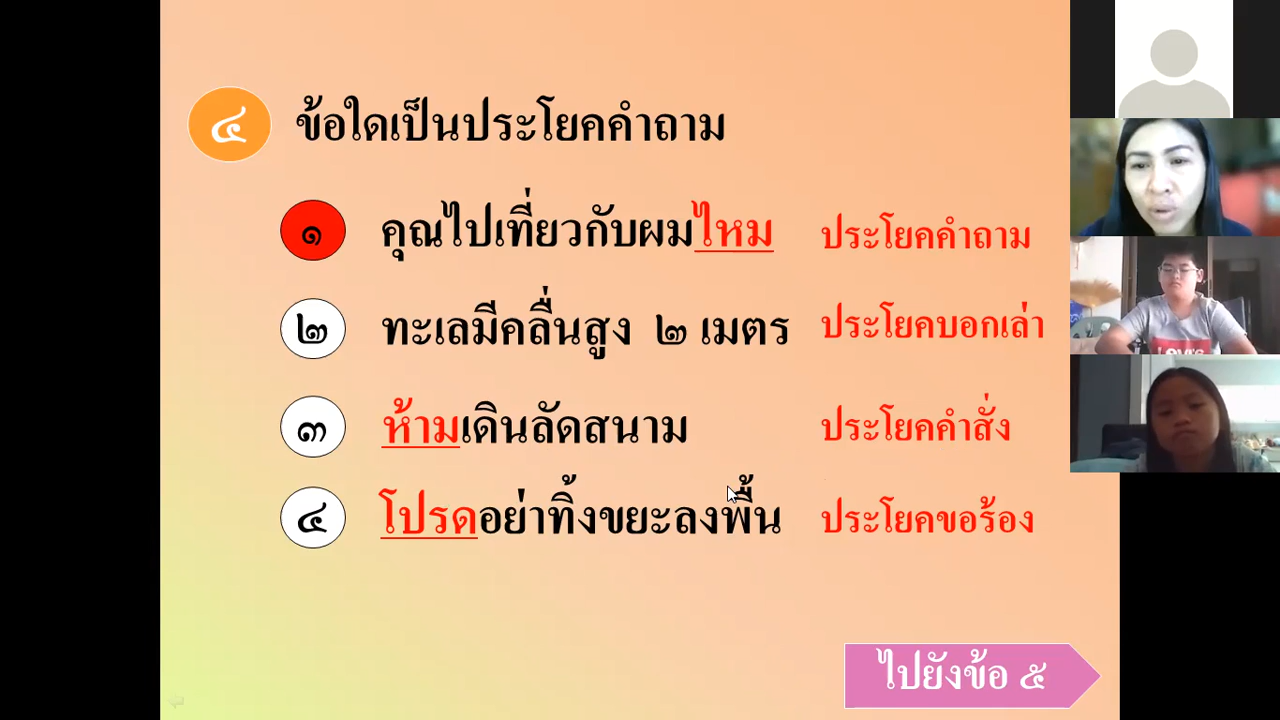 ๔ ข้อใดเป็นประโยคคำถาม
๑ คุณไปเที่ยวกับผมไหม ประโยคคำถาม
๒ ทะเลมีคลื่นสูง ๒ เมตร ประโยคบอกเล่า
๓ ห้ามเดินลัดสนาม ประโยคคำสั่ง
๔ โปรดอย่าทิ้งขยะลงพื้น ประโยคขอร้อง
ไปยังข้อ ๕
LEVI'S